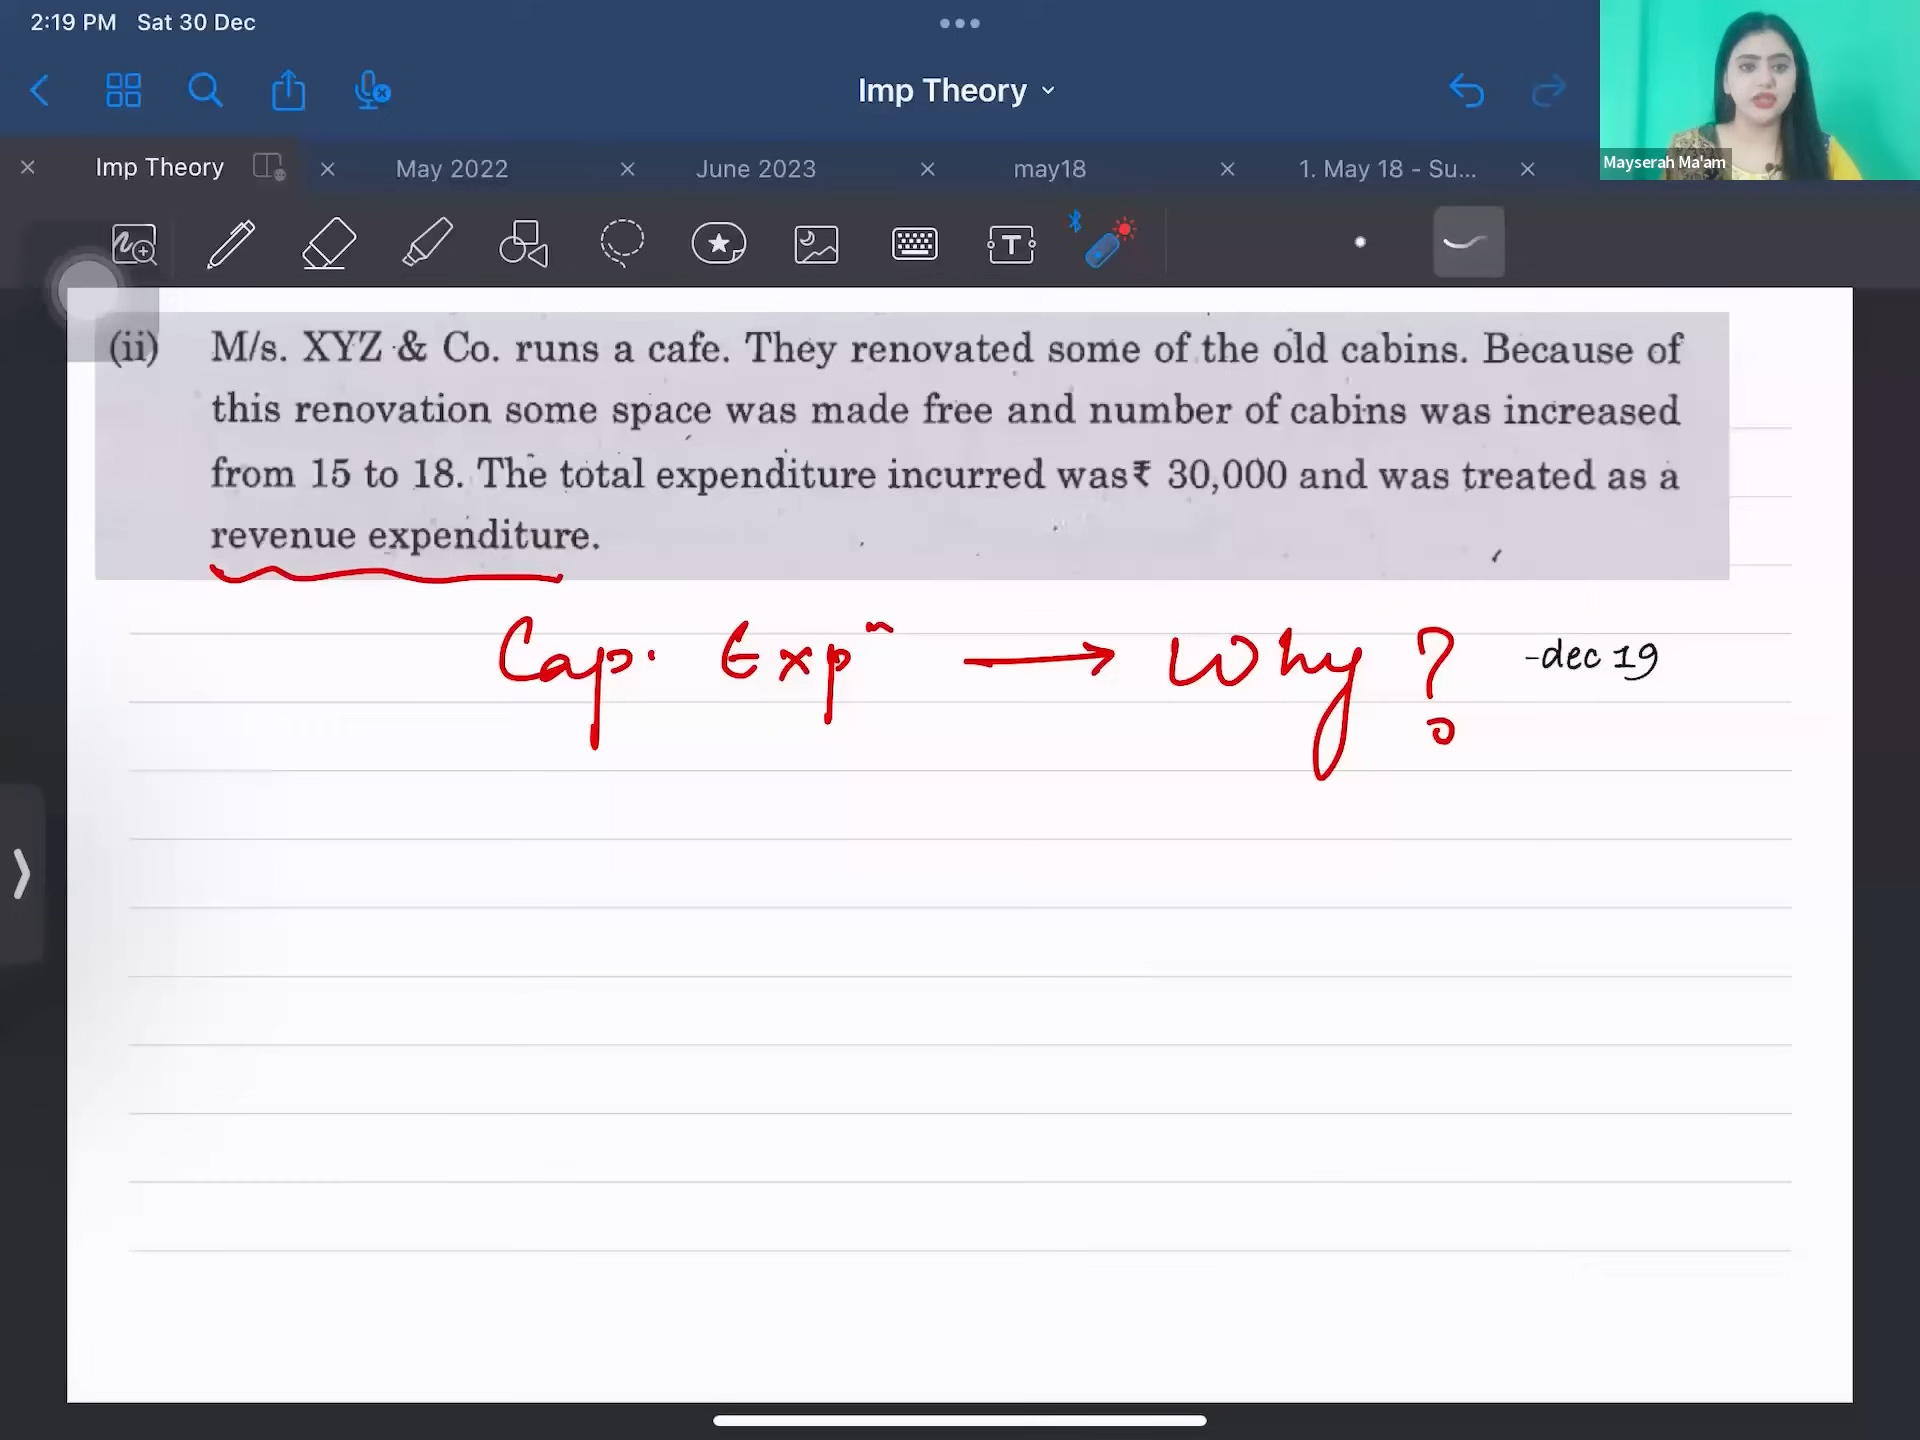 2:19 PM Sat 30 Dec
Imp Theory
Mayserah Ma'am
Imp Theory
May 2022
June 2023
may18
1. May 18 - Su...
T
(ii) M/s. XYZ & Co. runs a cafe. They renovated some of the old cabins. Because of
this renovation some space was made free and number of cabins was increased
from 15 to 18. The total expenditure incurred was ₹ 30,000 and was treated as a
revenue expenditure.
Cap. Expⁿ → Why ?
-dec 19